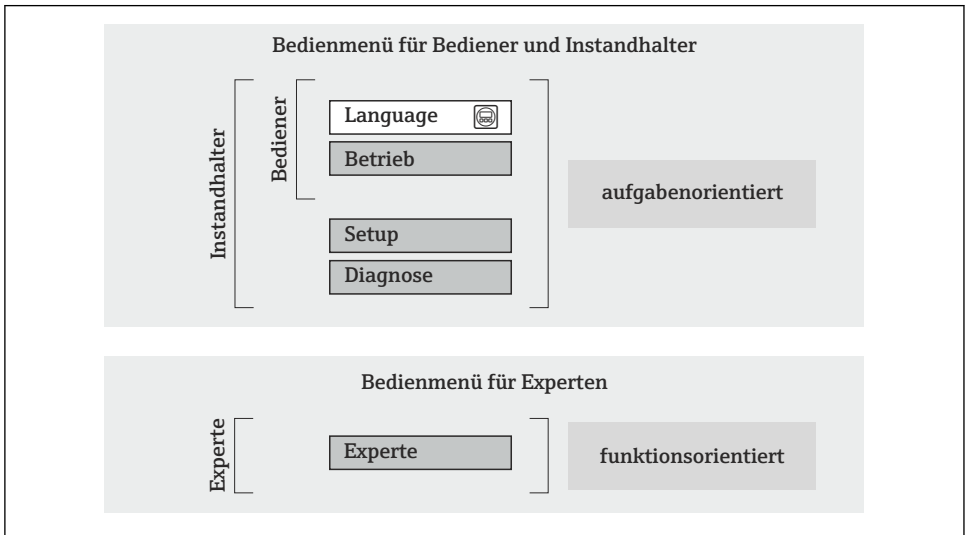 Bedienmenü für Bediener und Instandhalter
Instandhalter
Bediener
Language
Betrieb
Setup
Diagnose
aufgabenorientiert
Bedienmenü für Experten
Experte
Experte
funktionsorientiert